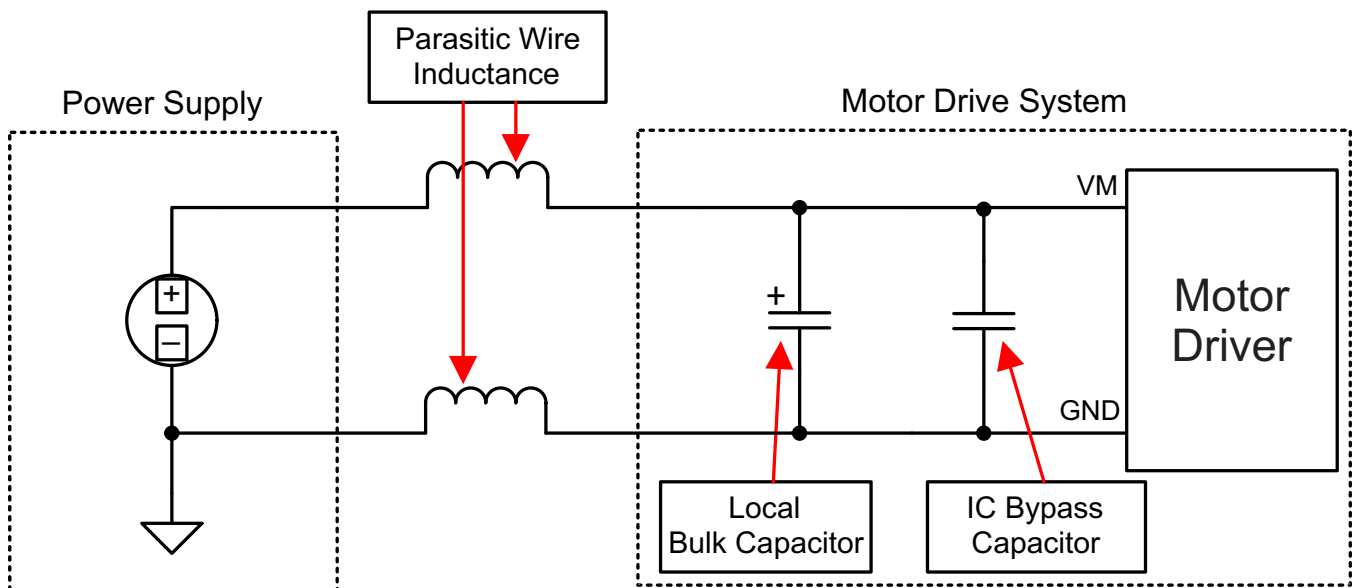 Parasitic Wire
Inductance
Power Supply
Motor Drive System
VM
+
+
–
Motor
Driver
GND
Local
Bulk Capacitor
IC Bypass
Capacitor